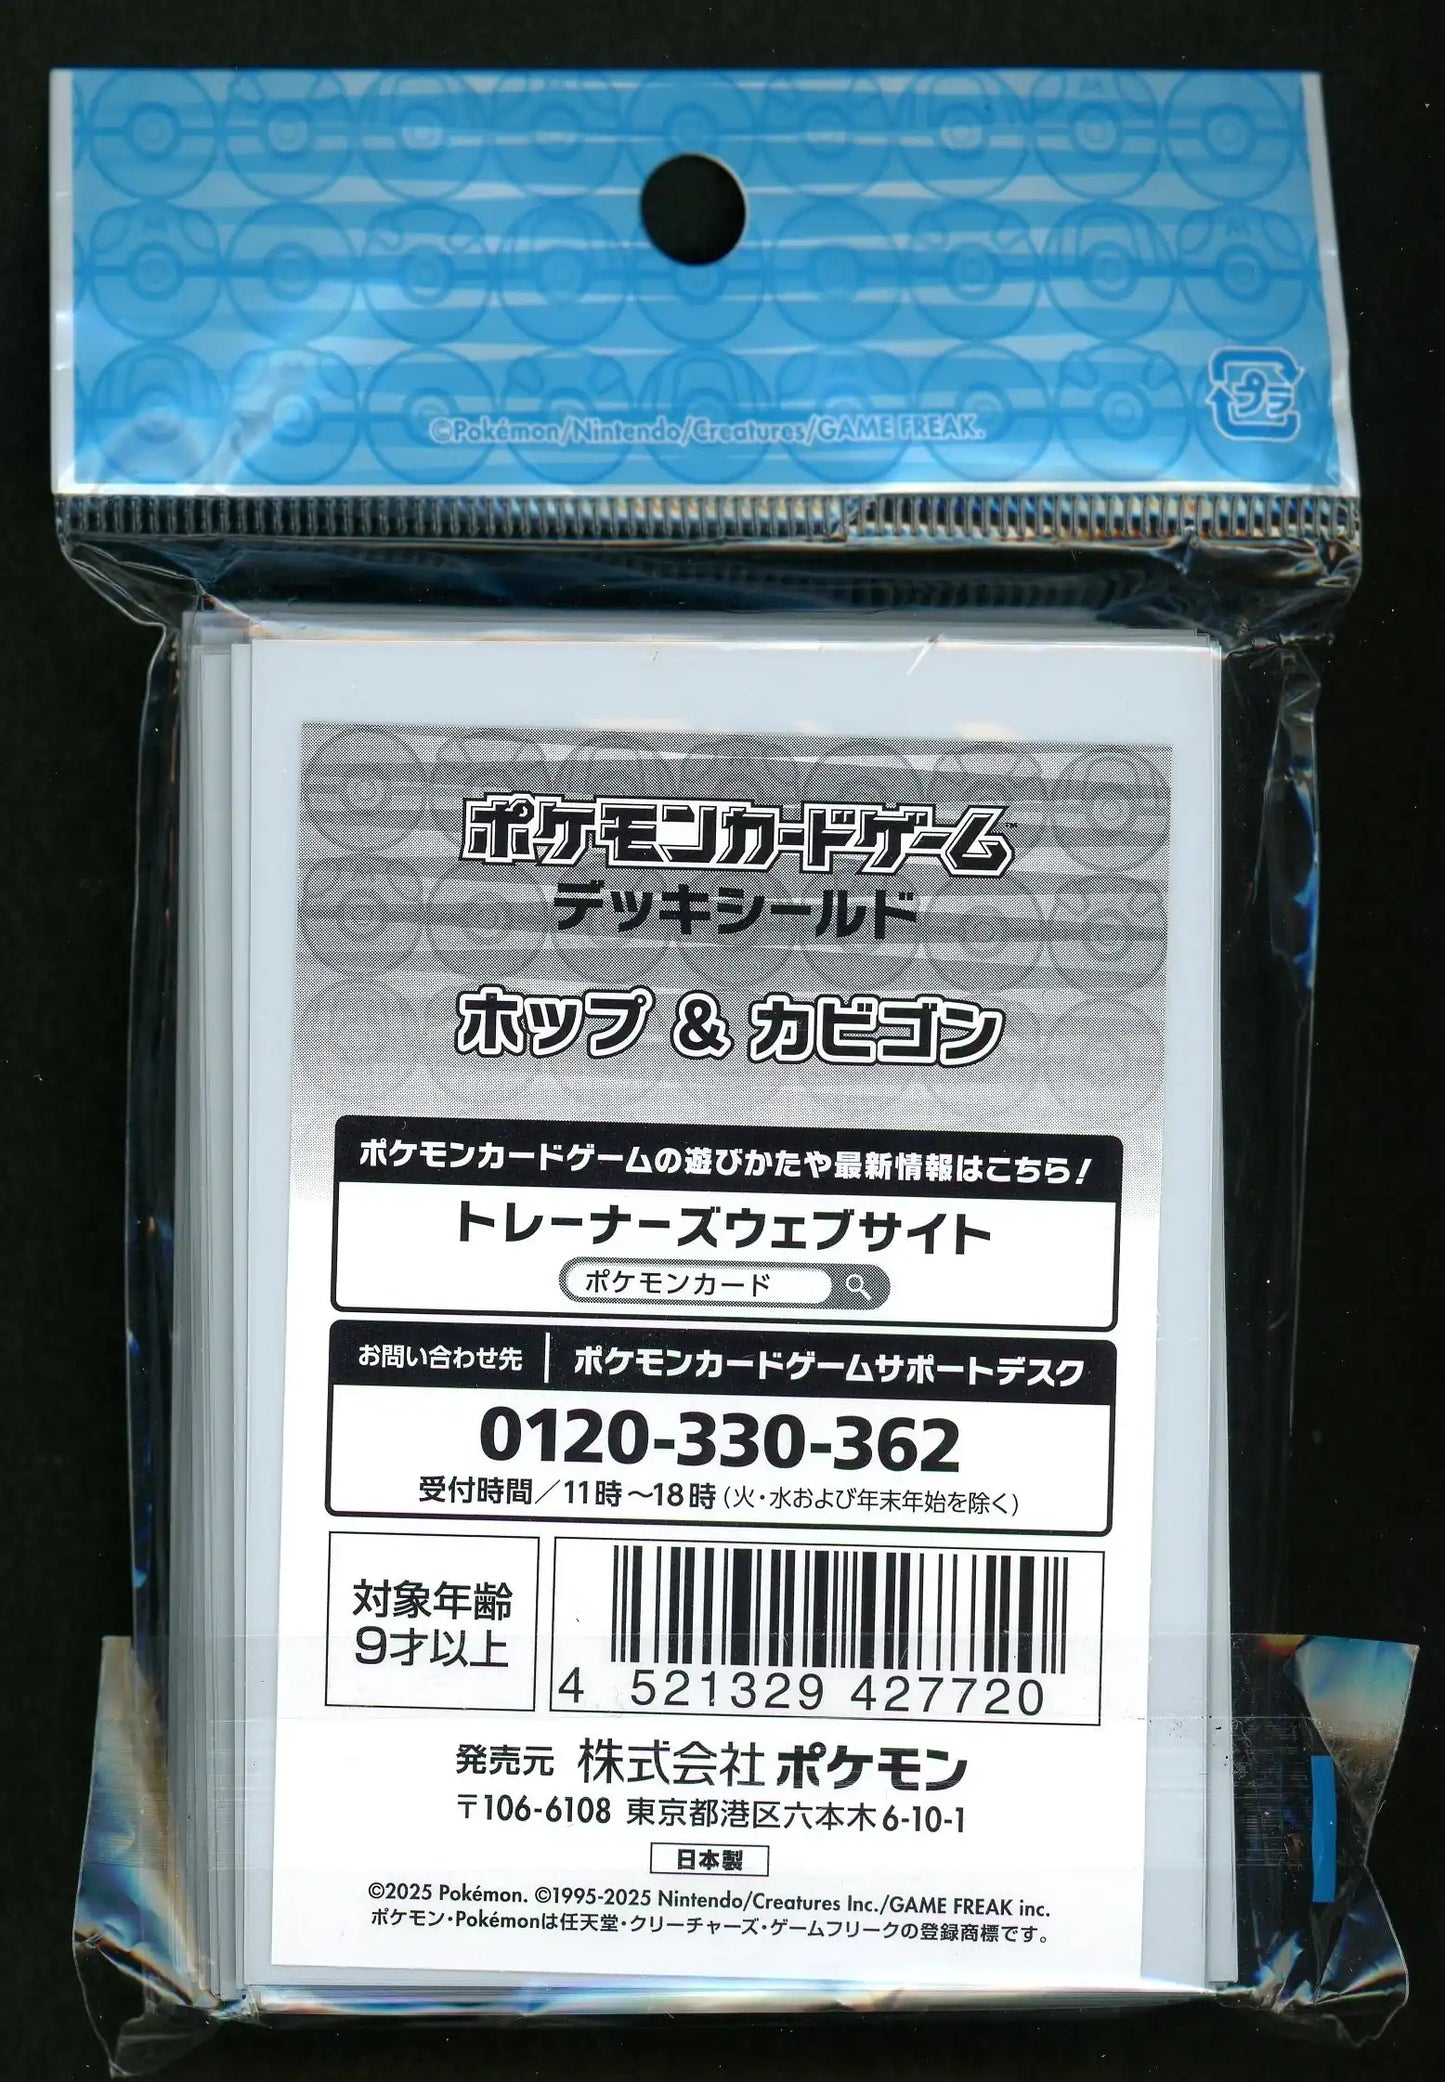 ©Pokémon/Nintendo/Creatures/GAME FREAK.
プラ
ポケモンカードゲーム™
デッキシールド
ホップ & カビゴン
ポケモンカードゲームの遊びかたや最新情報はこちら!
トレーナーズウェブサイト
ポケモンカード
お問い合わせ先 ポケモンカードゲームサポートデスク
0120-330-362
受付時間/11時~18時(火・水および年末年始を除く)
対象年齢
9才以上
4 521329 427720
発売元 株式会社ポケモン
〒106-6108 東京都港区六本木6-10-1
日本製
©2025 Pokémon. ©1995-2025 Nintendo/Creatures Inc./GAME FREAK inc.
ポケモン・Pokémonは任天堂・クリーチャーズ・ゲームフリークの登録商標です。